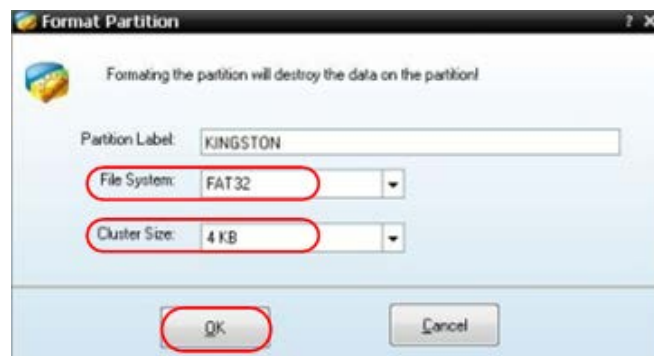 Format Partition ? X
Formating the partition will destroy the data on the partition!
Partition Label: KINGSTON
File System: FAT32
Cluster Size: 4 KB
OK Cancel